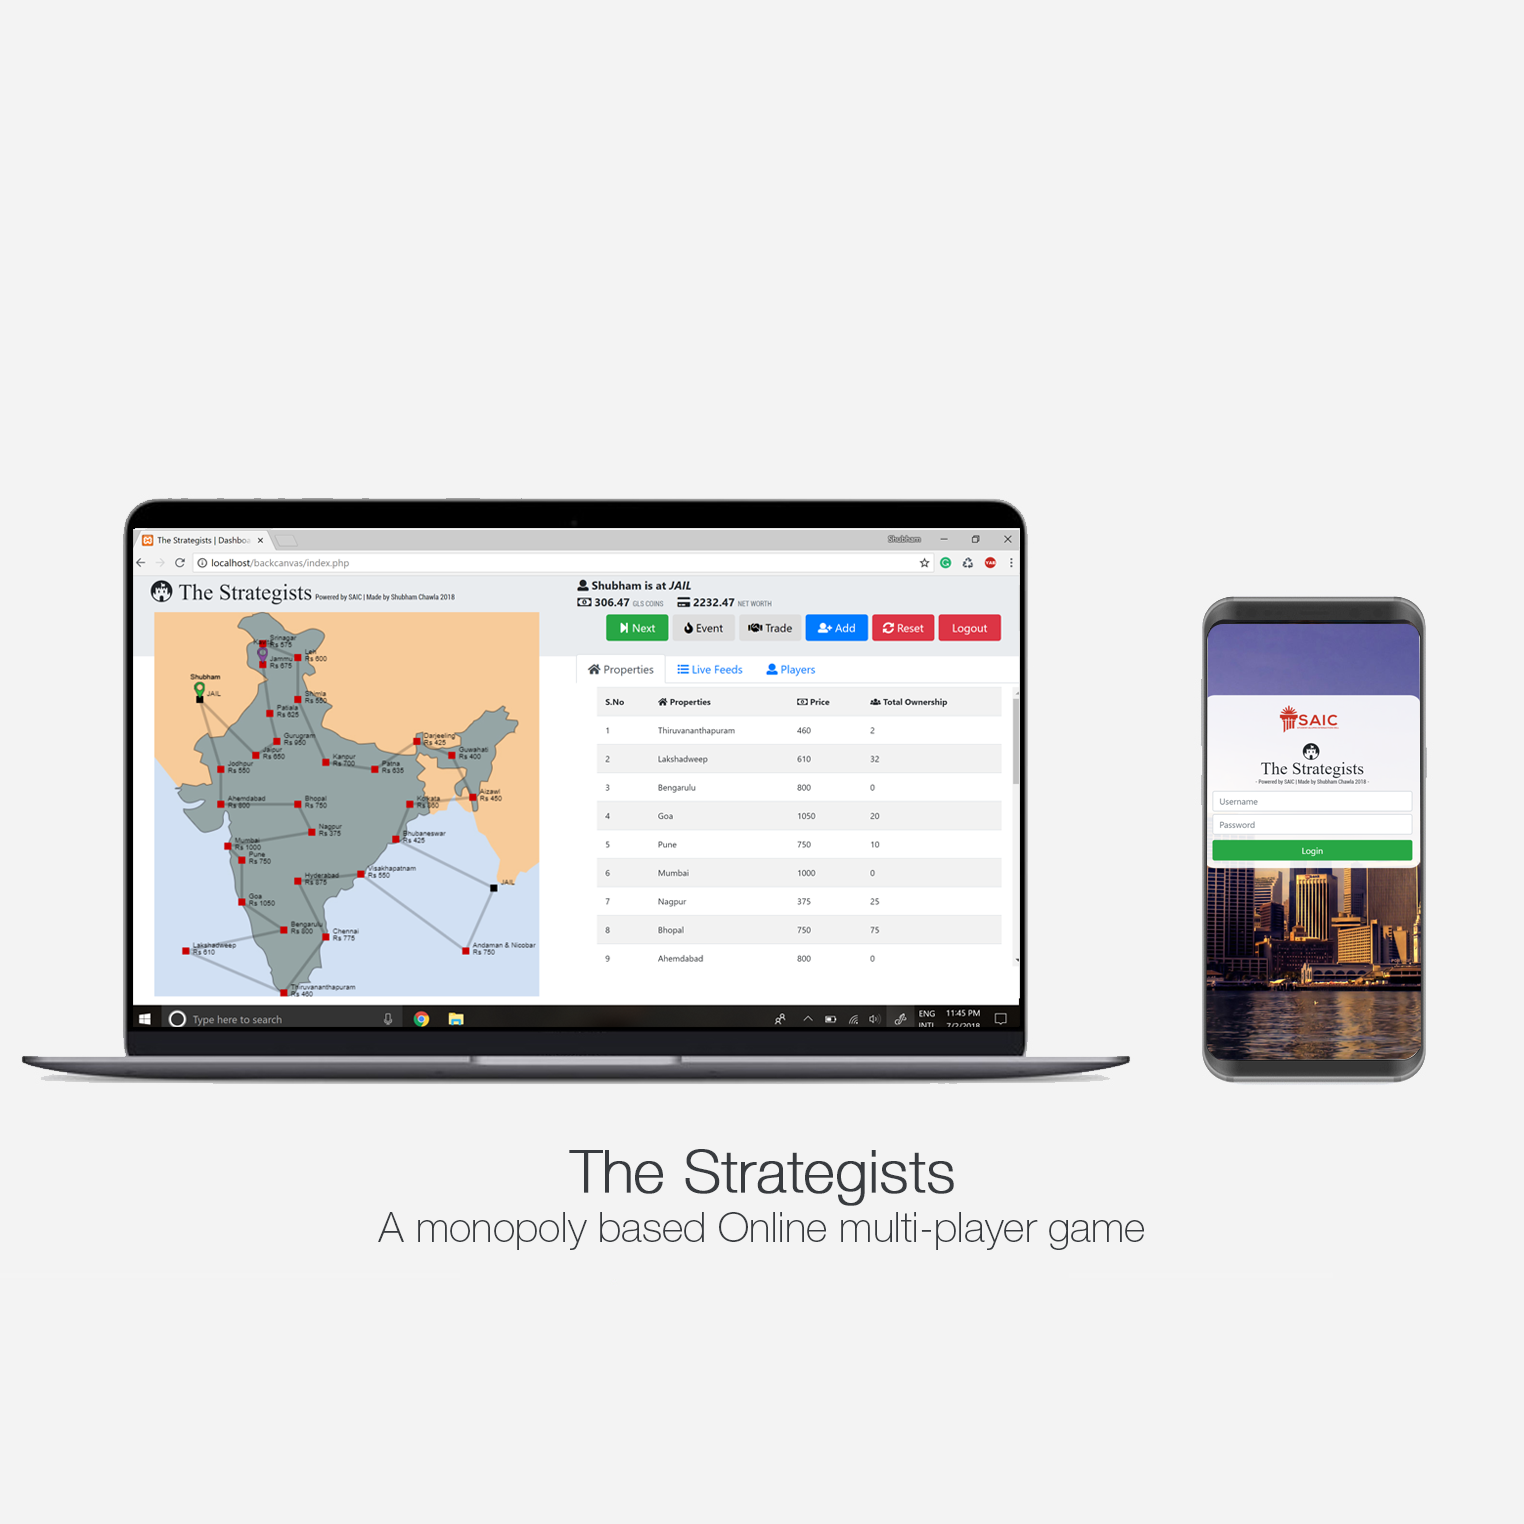 The Strategists | Dashboa
Shubham
localhost/backcanvas/index.php
The Strategists Powered by SAIC | Made by Shubham Chawla 2018
Shubham is at JAIL
306.47 GLS COINS 2232.47 NET WORTH
Next Event Trade Add Reset Logout
Properties Live Feeds Players
S.No Properties Price Total Ownership
1 Thiruvananthapuram 460 2
2 Lakshadweep 610 32
3 Bengarulu 800 0
4 Goa 1050 20
5 Pune 750 10
6 Mumbai 1000 0
7 Nagpur 375 25
8 Bhopal 750 75
9 Ahemdabad 800 0
Srinagar
Rs 575
Jammu
Rs 675
Leh
Rs 600
Shubham
JAIL
Shimla
Rs 550
Patiala
Rs 625
Gurugram
Rs 950
Jaipur
Rs 650
Jodhpur
Rs 550
Kanpur
Rs 700
Patna
Rs 635
Darjeeling
Rs 425
Guwahati
Rs 400
Aizawl
Rs 450
Ahemdabad
Rs 800
Bhopal
Rs 750
Kolkata
Nagpur
Rs 375
Bhubaneswar
Rs 425
Mumbai
Rs 1000
Pune
Rs 750
Hyderabad
Rs 875
Visakhapatnam
Rs 550
JAIL
Goa
Rs 1050
Bengarulu
Rs 800
Chennai
Rs 775
Lakshadweep
Rs 610
Andaman & Nicobar
Rs 750
Thiruvananthapuram
Rs 460
Type here to search
ENG
INTL
11:45 PM
7/2/2018
SAIC
The Strategists
- Powered by SAIC | Made by Shubham Chawla 2018 -
Username
Password
Login
The Strategists
A monopoly based Online multi-player game